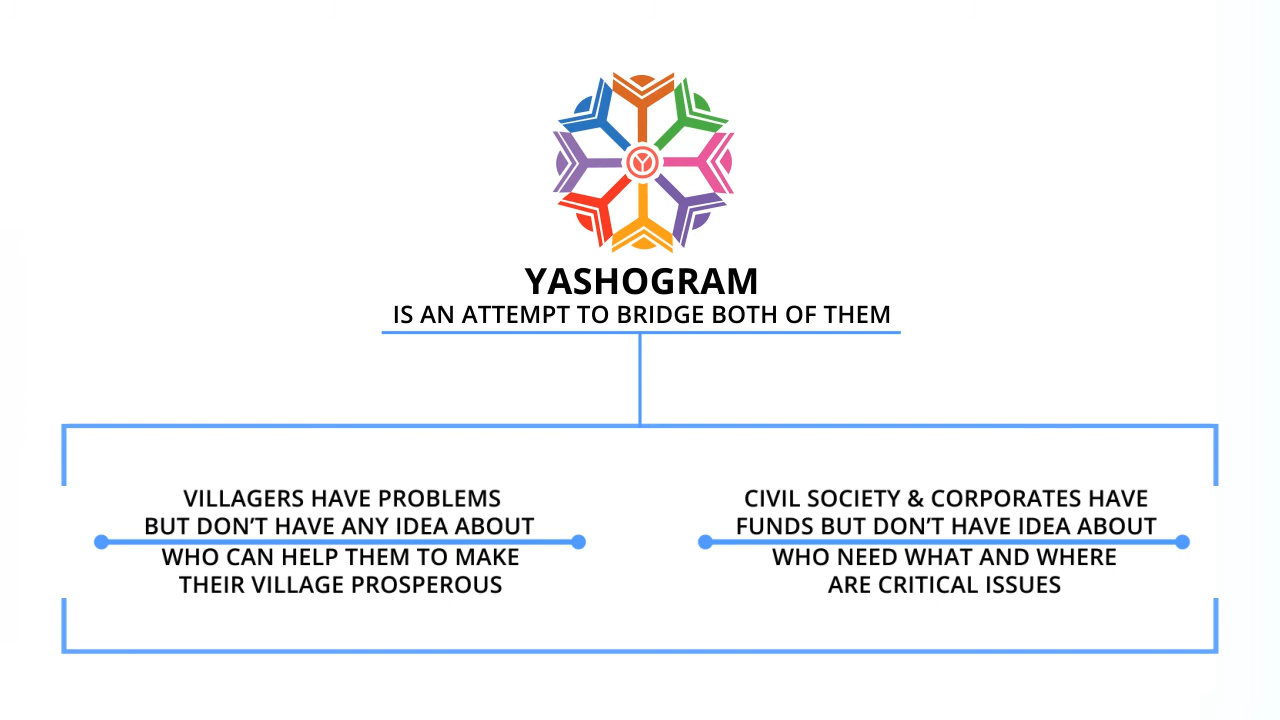 YASHOGRAM
IS AN ATTEMPT TO BRIDGE BOTH OF THEM
VILLAGERS HAVE PROBLEMS
BUT DON'T HAVE ANY IDEA ABOUT
WHO CAN HELP THEM TO MAKE
THEIR VILLAGE PROSPEROUS
CIVIL SOCIETY & CORPORATES HAVE
FUNDS BUT DON'T HAVE IDEA ABOUT
WHO NEED WHAT AND WHERE
ARE CRITICAL ISSUES